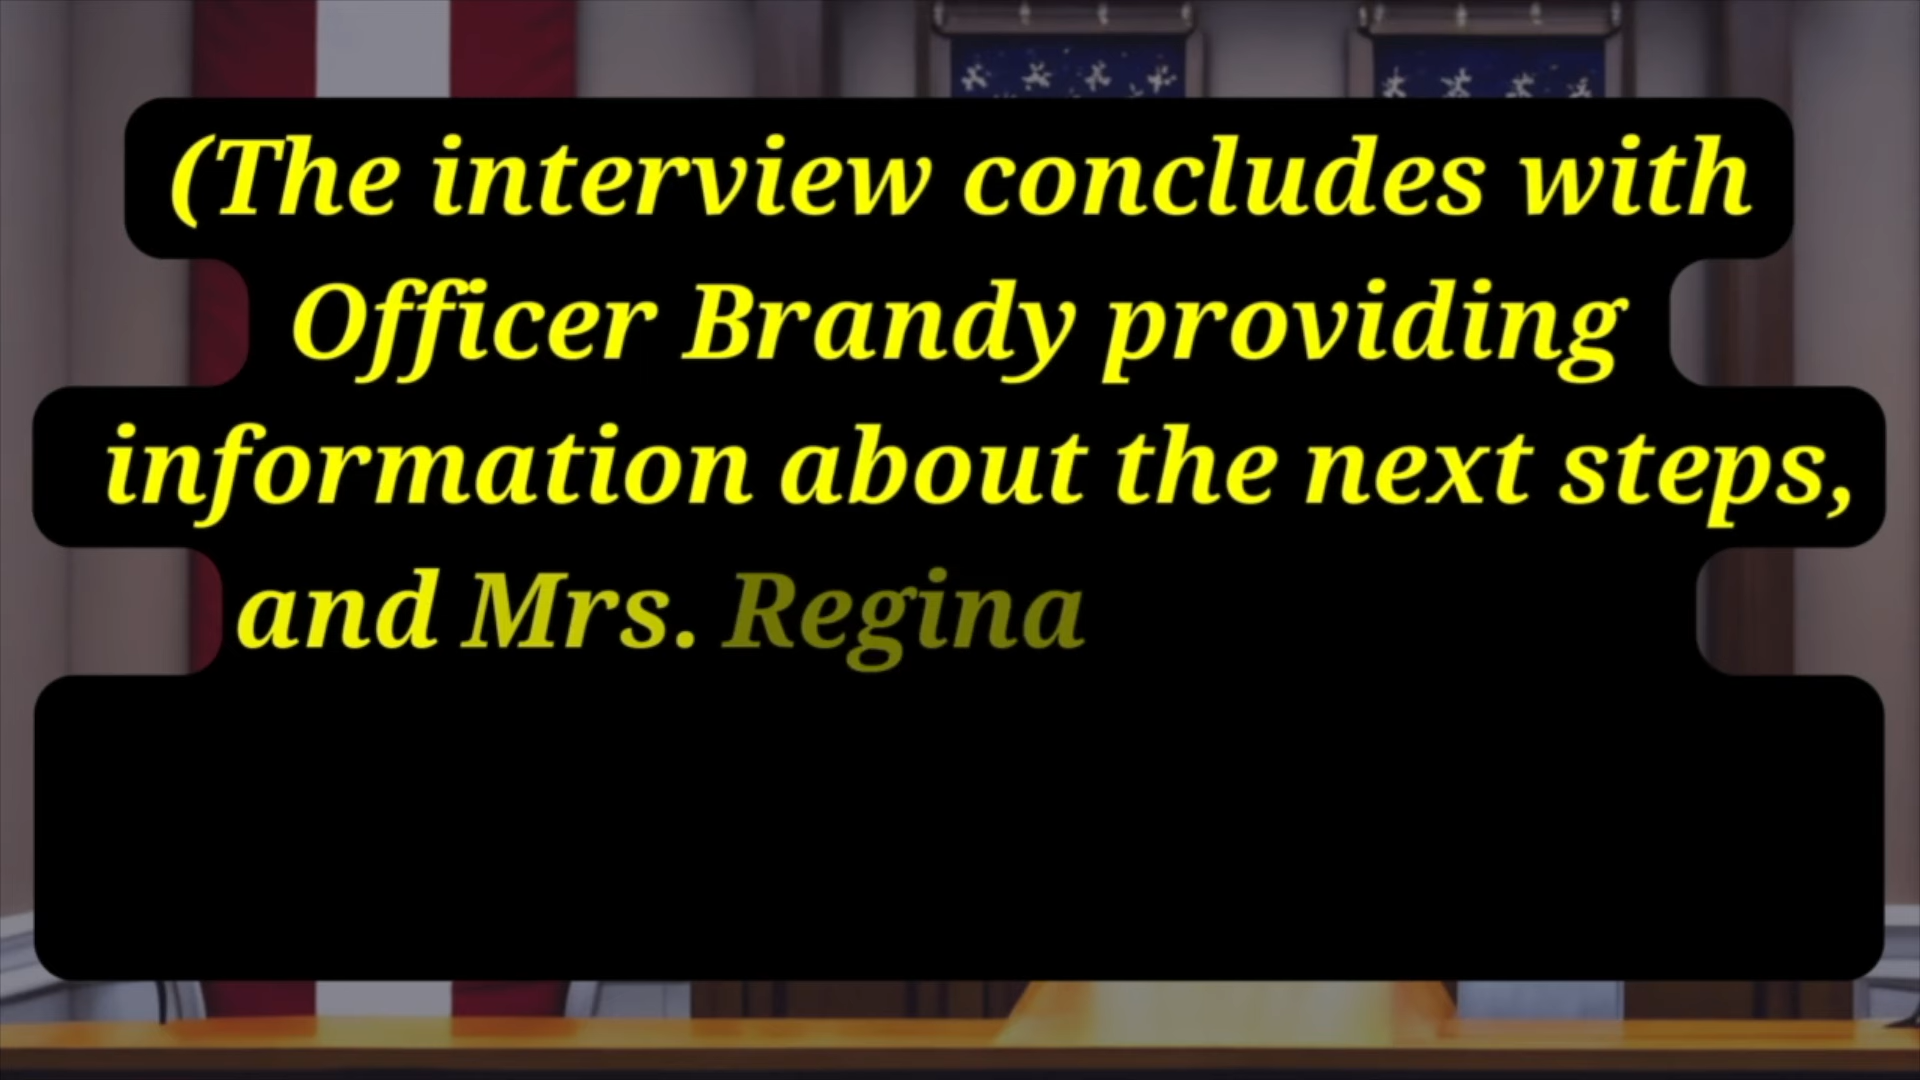 (The interview concludes with
Officer Brandy providing
information about the next steps,
and Mrs. Regina